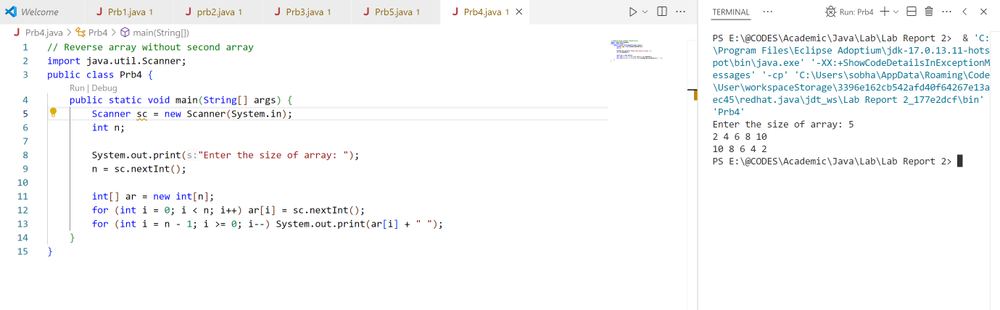 Welcome
Prb1.java 1
prb2.java 1
Prb3.java 1
Prb5.java 1
Prb4.java 1
Prb4.java > Prb4 > main(String[])
1 // Reverse array without second array
2 import java.util.Scanner;
3 public class Prb4 {
Run | Debug
4 public static void main(String[] args) {
5 Scanner sc = new Scanner(System.in);
6 int n;
7
8 System.out.print(s:"Enter the size of array: ");
9 n = sc.nextInt();
10
11 int[] ar = new int[n];
12 for (int i = 0; i < n; i++) ar[i] = sc.nextInt();
13 for (int i = n - 1; i >= 0; i--) System.out.print(ar[i] + " ");
14 }
15 }
TERMINAL
Run: Prb4
PS E:\@CODES\Academic\Java\Lab\Lab Report 2> & 'C:
\Program Files\Eclipse Adoptium\jdk-17.0.13.11-hots
pot\bin\java.exe' '-XX:+ShowCodeDetailsInExceptionM
essages' '-cp' 'C:\Users\sobha\AppData\Roaming\Code
\User\workspaceStorage\3396e162cb542afd40f64267e13a
ec45\redhat.java\jdt_ws\Lab Report 2_177e2dcf\bin'
'Prb4'
Enter the size of array: 5
2 4 6 8 10
10 8 6 4 2
PS E:\@CODES\Academic\Java\Lab\Lab Report 2>